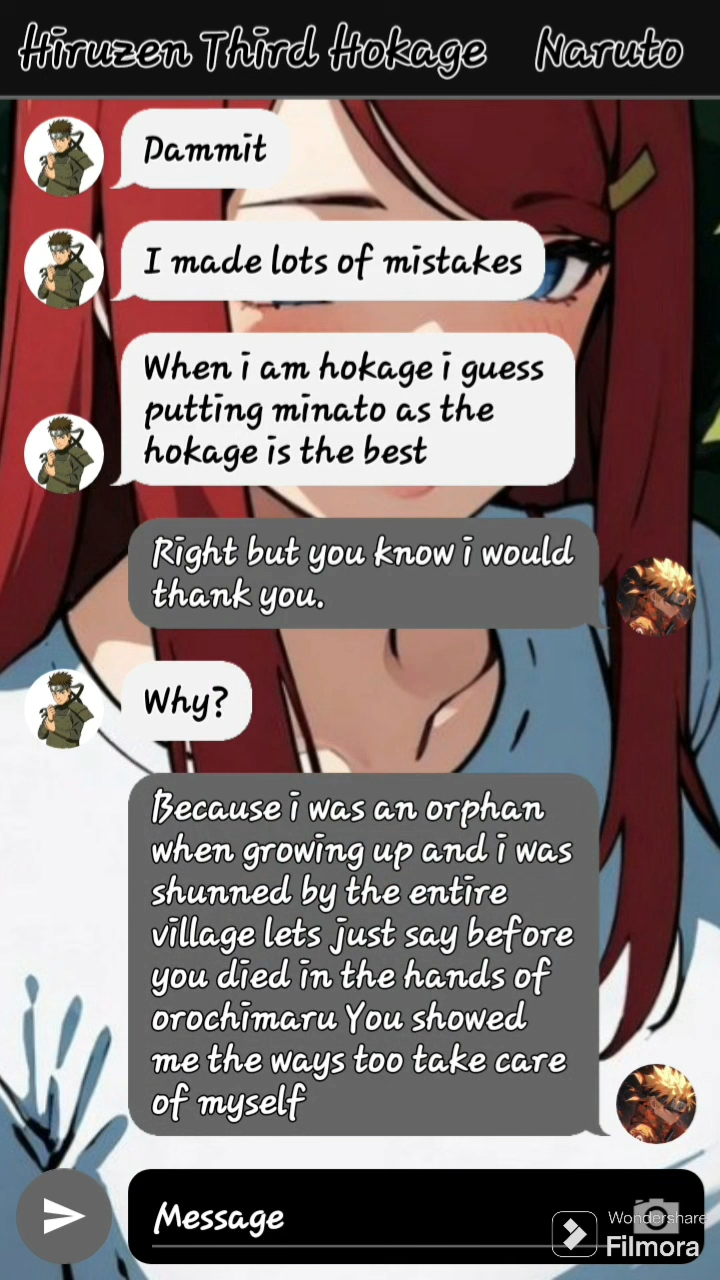 Hiruzen Third Hokage Naruto
Dammit
I made lots of mistakes
When i am hokage i guess
putting minato as the
hokage is the best
Right but you know i would
thank you.
Why?
Because i was an orphan
when growing up and i was
shunned by the entire
village lets just say before
you died in the hands of
orochimaru You showed
me the ways too take care
of myself
Message
Wondershare
Filmora